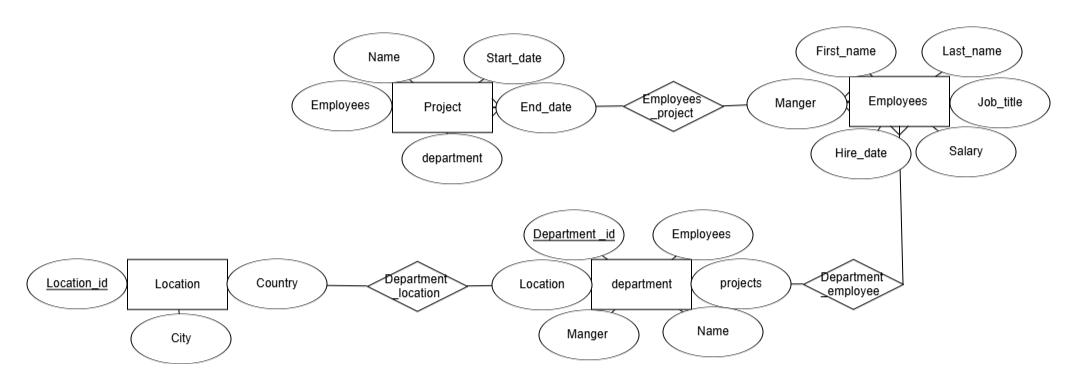 First_name
Last_name
Name
Start_date
Employees
Project
End_date
Employees
_project
Manger
Employees
Job_title
department
Hire_date
Salary
Department _id
Employees
Location_id
Location
Country
Department
_location
Location
department
projects
Department
_employee
City
Manger
Name